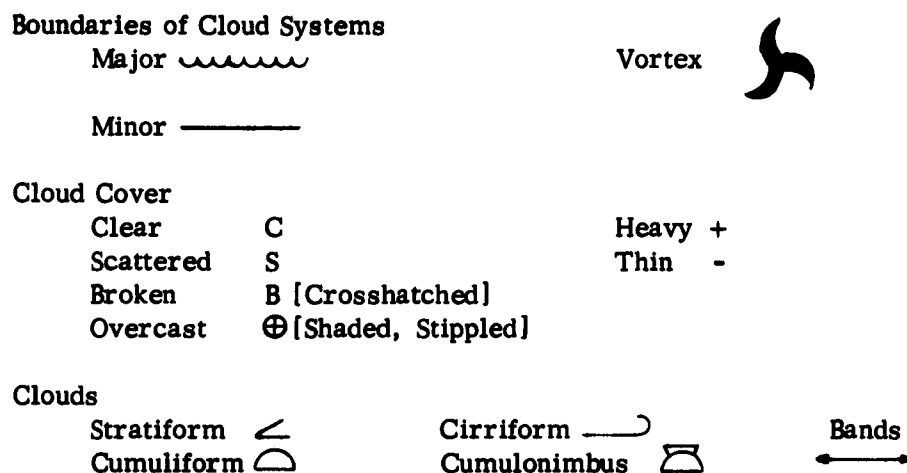 Boundaries of Cloud Systems
Major Vortex
Minor
Cloud Cover
Clear C Heavy +
Scattered S Thin -
Broken B [Crosshatched]
Overcast ⊕ [Shaded, Stippled]
Clouds
Stratiform Cirriform Bands
Cumuliform Cumulonimbus